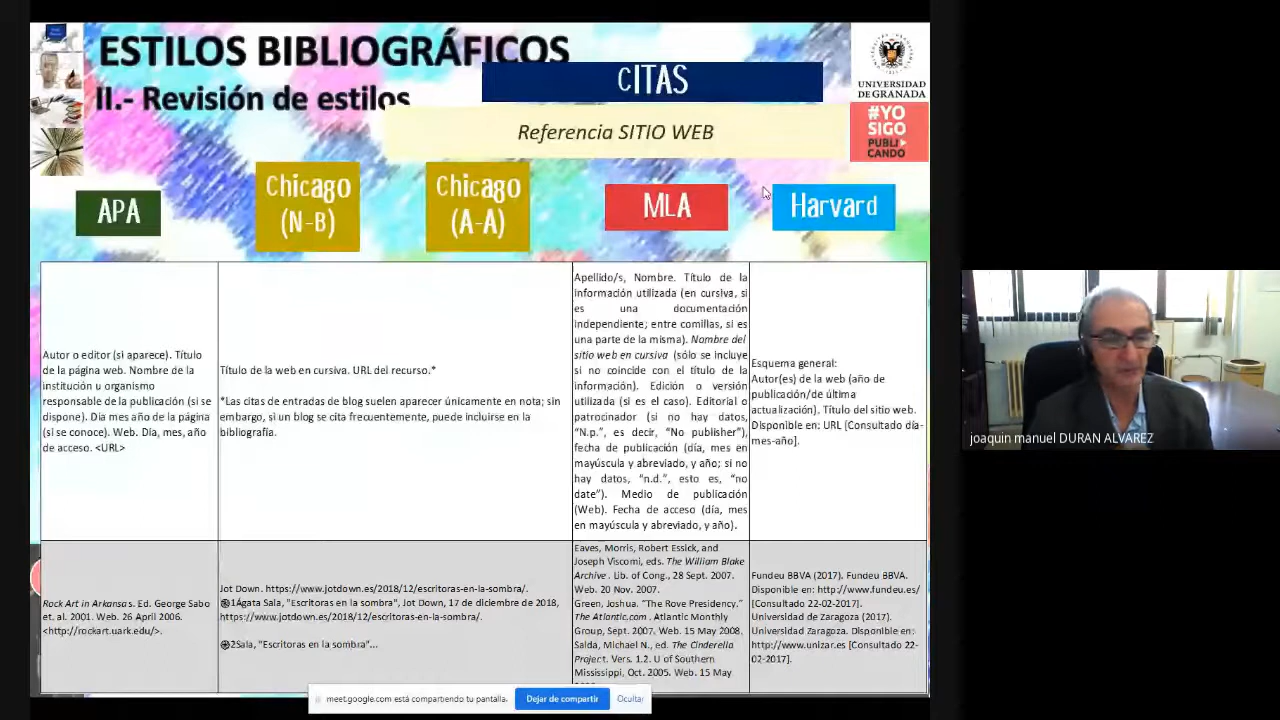 ESTILOS BIBLIOGRÁFICOS
II.- Revisión de estilos
CITAS
Referencia SITIO WEB
UNIVERSIDAD
DE GRANADA
#YO
SIGO
PUBLI
CANDO
APA
Chicago
(N-B)
Chicago
(A-A)
MLA
Harvard
Autor o editor (si aparece). Título
de la página web. Nombre de la
institución u organismo
responsable de la publicación (si se
dispone). Día mes año de la página
(si se conoce). Web. Día, mes, año
de acceso. <URL>
Título de la web en cursiva. URL del recurso.*
*Las citas de entradas de blog suelen aparecer únicamente en nota; sin
embargo, si un blog se cita frecuentemente, puede incluirse en la
bibliografía.
Apellido/s, Nombre. Título de la
información utilizada (en cursiva, si
es una documentación
independiente; entre comillas, si es
una parte de la misma). Nombre del
sitio web en cursiva (sólo se incluye
si no coincide con el título de la
información). Edición o versión
utilizada (si es el caso). Editorial o
patrocinador (si no hay datos,
"N.p.", es decir, "No publisher"),
fecha de publicación (día, mes en
mayúscula y abreviado, y año; si no
hay datos, "n.d.", esto es, "no
date"). Medio de publicación
(Web). Fecha de acceso (día, mes
en mayúscula y abreviado, y año).
Esquema general:
Autor(es) de la web (año de
publicación/de última
actualización). Título del sitio web.
Disponible en: URL [Consultado día-
mes-año].
Rock Art in Arkansas. Ed. George Sabo
et. al. 2001. Web. 26 April 2006.
<http://rockart.uark.edu/>.
Jot Down. https://www.jotdown.es/2018/12/escritoras-en-la-sombra/.
1Ágata Sala, "Escritoras en la sombra", Jot Down, 17 de diciembre de 2018,
https://www.jotdown.es/2018/12/escritoras-en-la-sombra/.
2Sala, "Escritoras en la sombra"...
Eaves, Morris, Robert Essick, and
Joseph Viscomi, eds. The William Blake
Archive . Lib. of Cong., 28 Sept. 2007.
Web. 20 Nov. 2007.
Green, Joshua. "The Rove Presidency."
The Atlantic.com . Atlantic Monthly
Group, Sept. 2007. Web. 15 May 2008.
Salda, Michael N., ed. The Cinderella
Project. Vers. 1.2. U of Southern
Mississippi, Oct. 2005. Web. 15 May
Fundeu BBVA (2017). Fundeu BBVA.
Disponible en: http://www.fundeu.es/
[Consultado 22-02-2017].
Universidad de Zaragoza (2017).
Universidad Zaragoza. Disponible en:
http://www.unizar.es [Consultado 22-
02-2017].
meet.google.com está compartiendo tu pantalla.
Dejar de compartir
Ocultar
joaquin manuel DURAN ALVAREZ